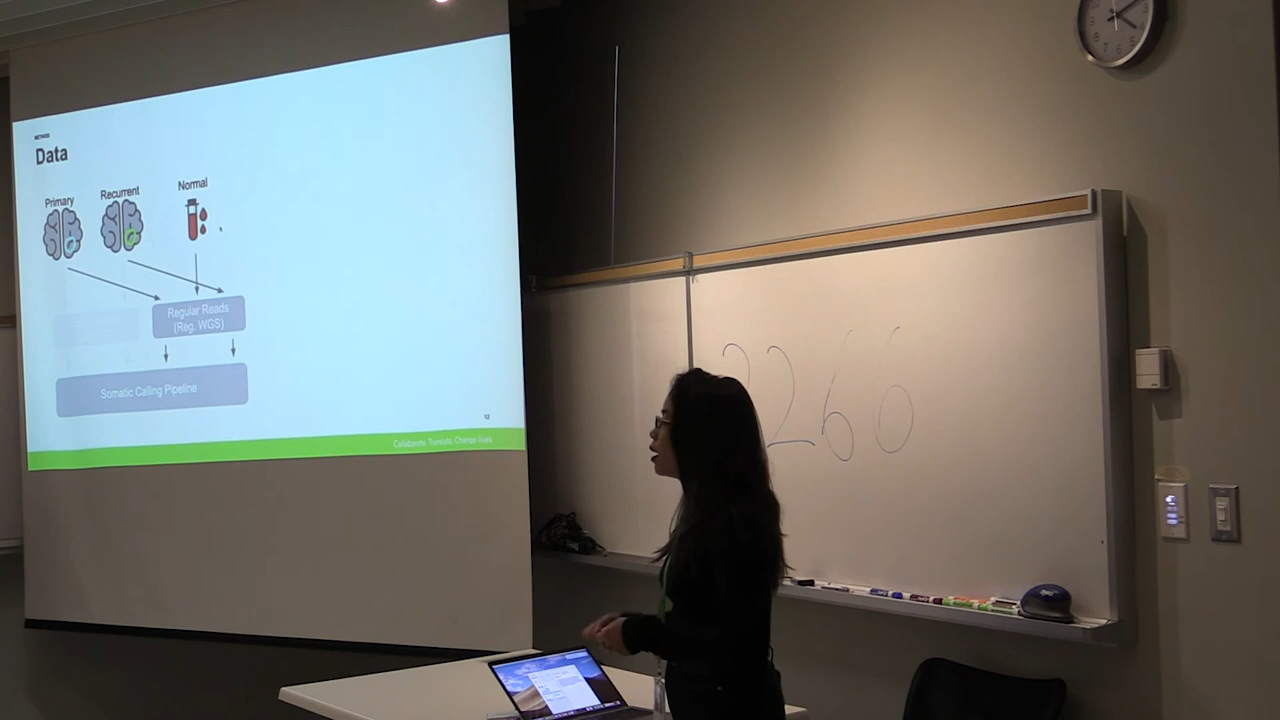 METHOD
Data
Primary
Recurrent
Normal
Regular Reads
(Reg. WGS)
Somatic Calling Pipeline
12
Collaborate. Translate. Change lives.
2266